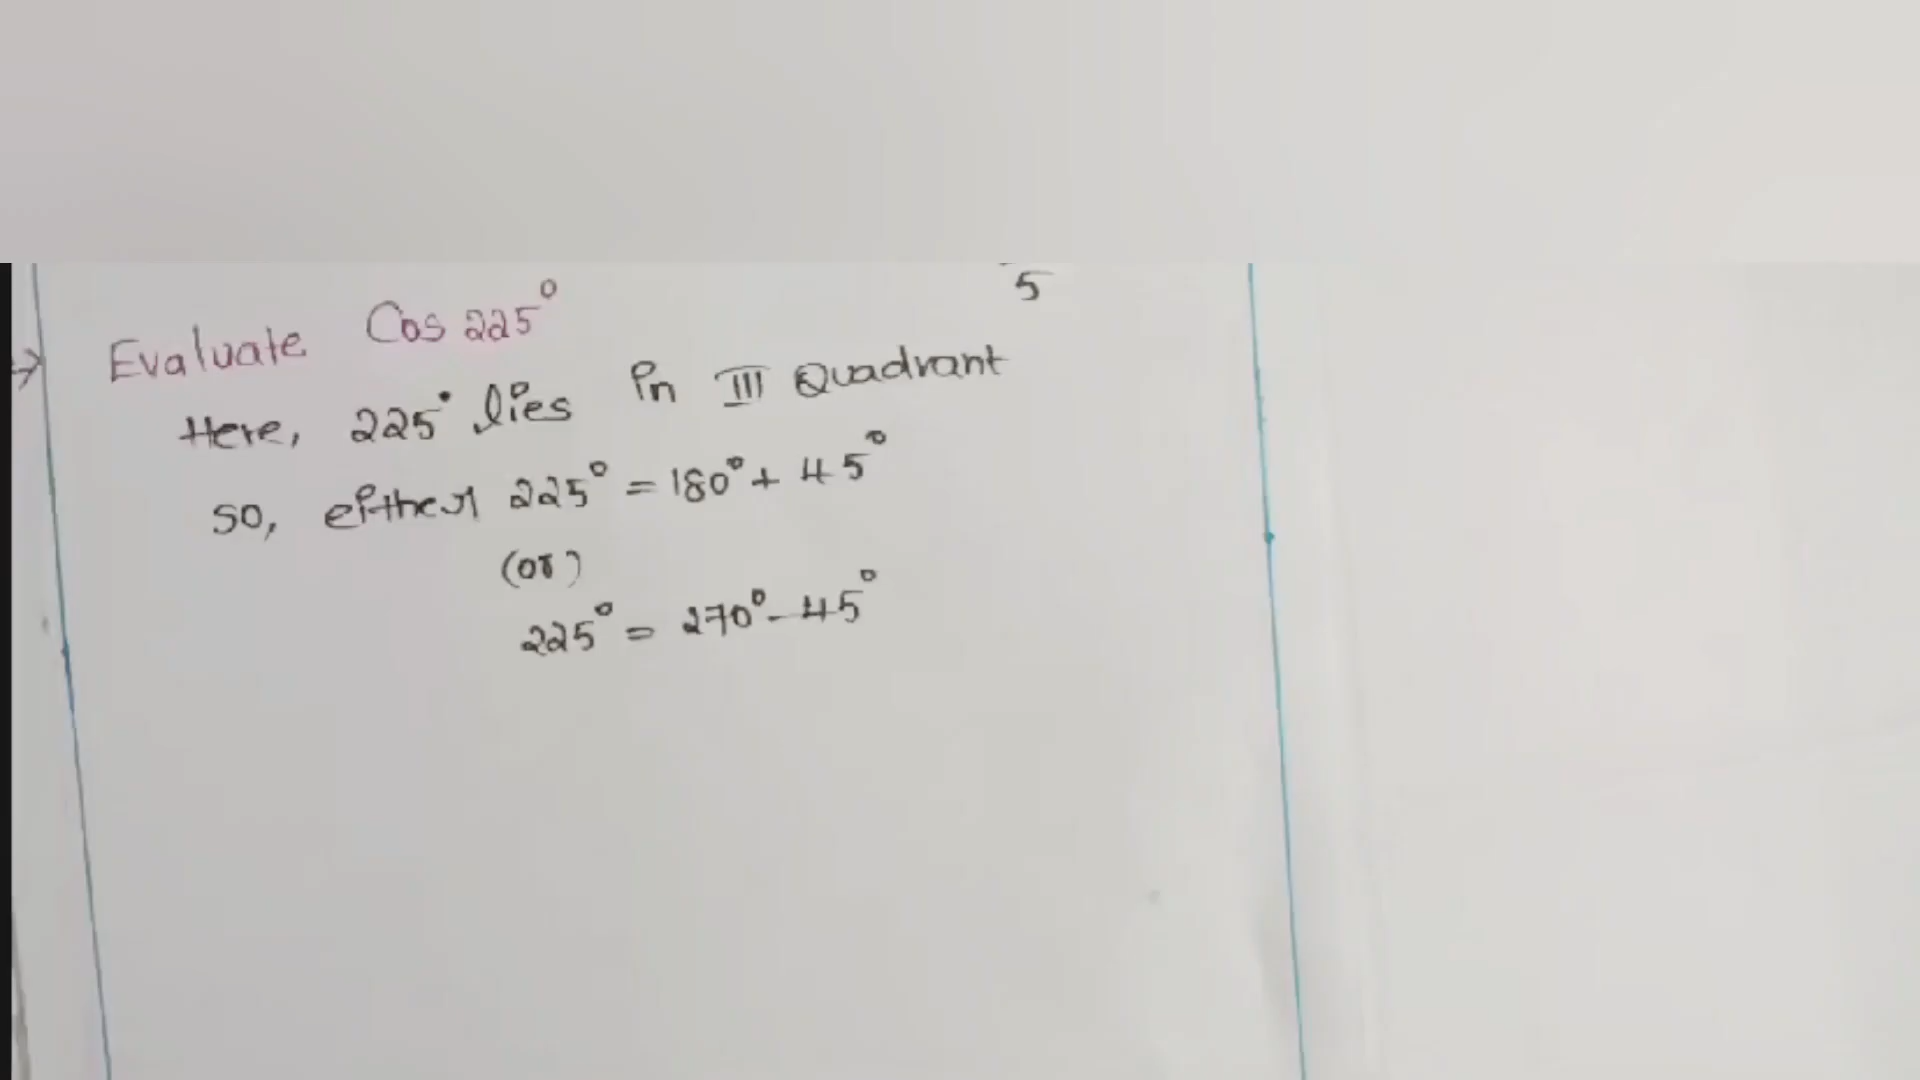 5
Evaluate Cos 225°
Here, 225° lies in III Quadrant
So, either 225° = 180° + 45°
(or)
225° = 270° - 45°